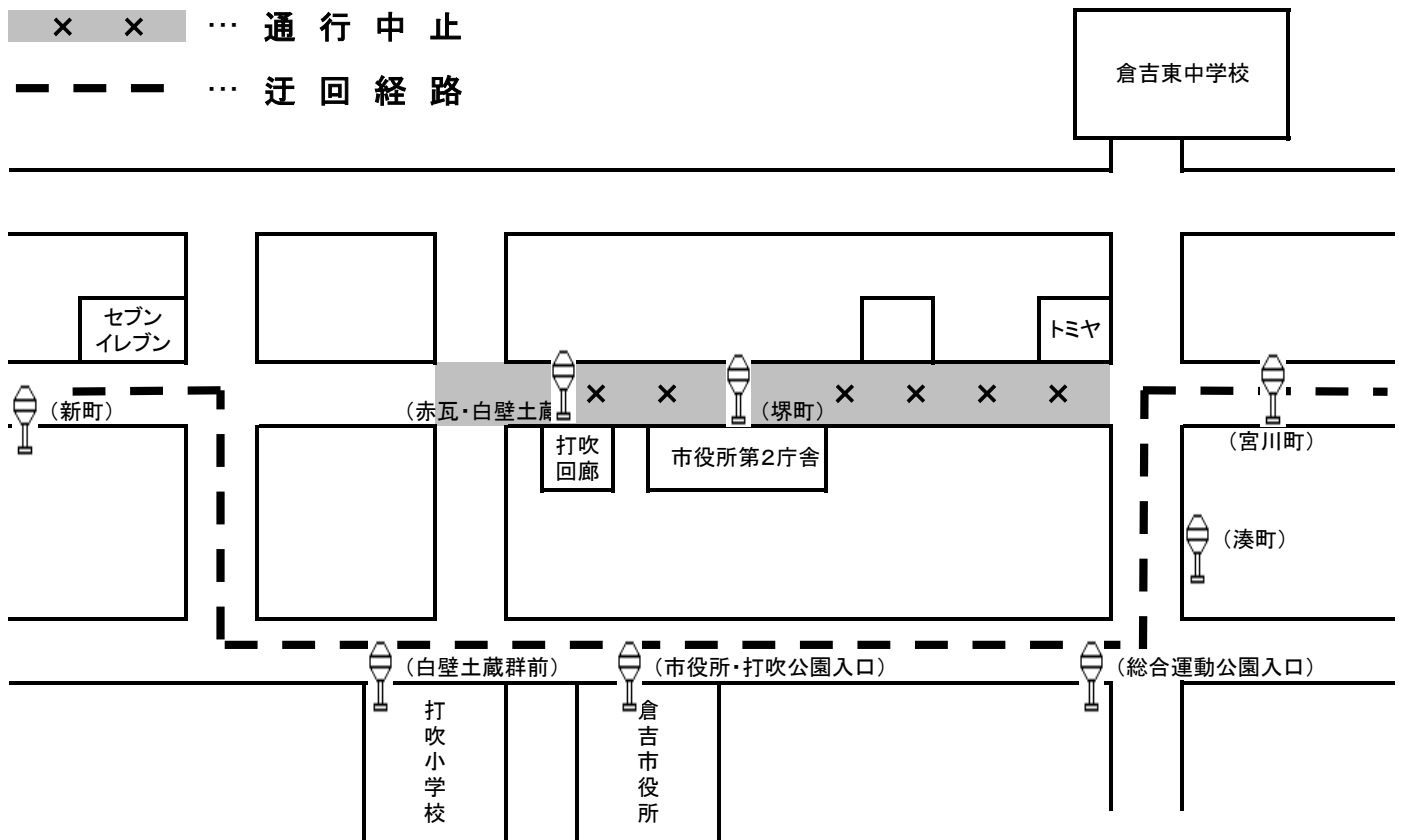 × × … 通行中止
… 迂回経路
倉吉東中学校
セブン
イレブン
トミヤ
(新町)
(赤瓦・白壁土蔵
× × × × × ×
(堺町)
(宮川町)
打吹
回廊
市役所第2庁舎
(湊町)
(白壁土蔵群前)
(市役所・打吹公園入口)
(総合運動公園入口)
打吹小学校
倉吉市役所